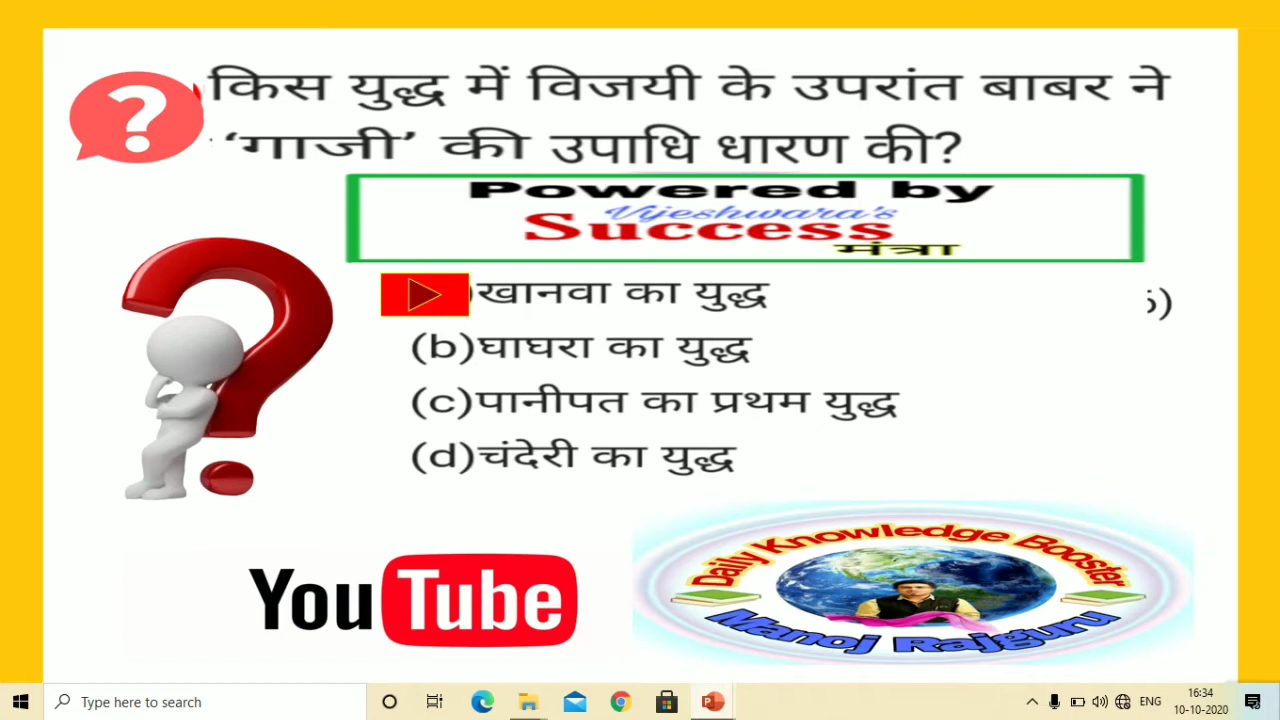 किस युद्ध में विजयी के उपरांत बाबर ने
‘गाजी’ की उपाधि धारण की?
Powered by
Vijeshwara's
Success
मंत्रा
)खानवा का युद्ध
(b)घाघरा का युद्ध
(c)पानीपत का प्रथम युद्ध
(d)चंदेरी का युद्ध
YouTube
Daily Knowledge Booster
Manoj Rajguru
Type here to search
ENG
16:34
10-10-2020